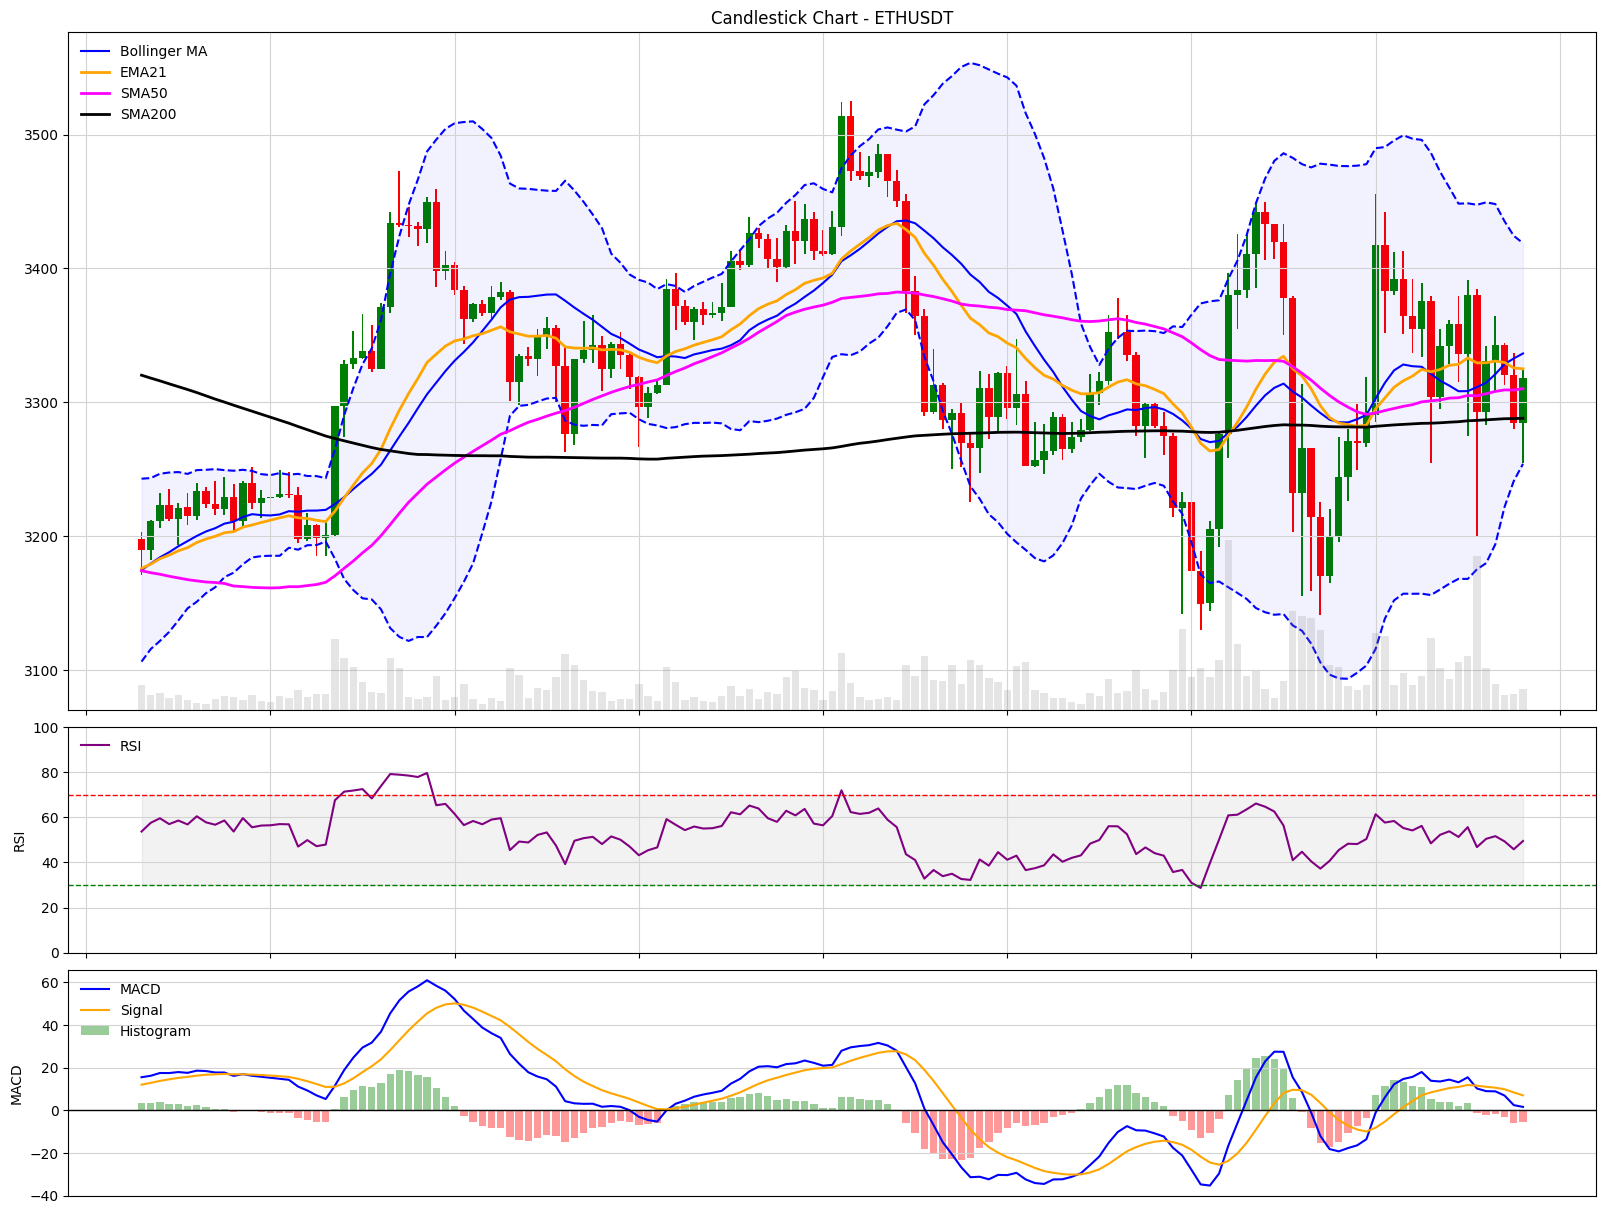 Candlestick Chart - ETHUSDT
Bollinger MA
EMA21
SMA50
SMA200
3500
3400
3300
3200
3100
RSI
100
80
60
40
20
0
RSI
MACD
Signal
Histogram
60
40
20
0
−20
−40
MACD